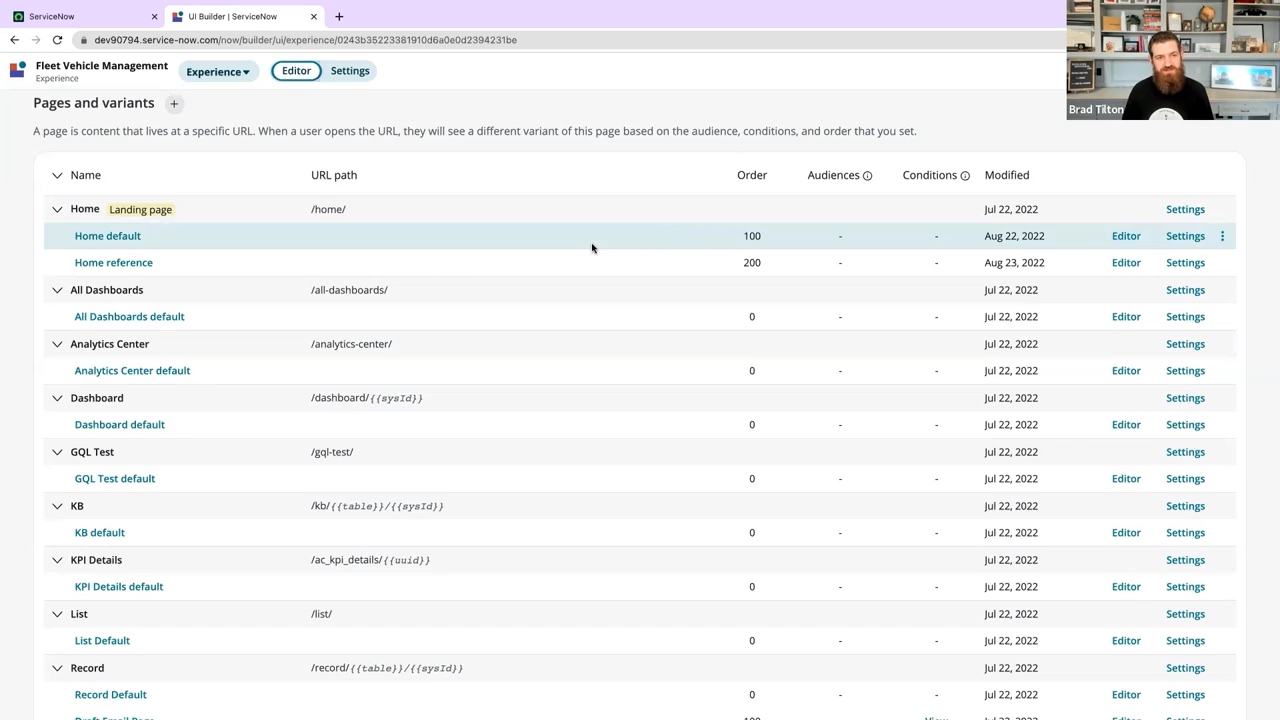 ServiceNow
UI Builder | ServiceNow
Fleet Vehicle Management
Experience
Experience
Editor
Settings
Brad Tilton
Pages and variants
A page is content that lives at a specific URL. When a user opens the URL, they will see a different variant of this page based on the audience, conditions, and order that you set.
Name URL path Order Audiences Conditions Modified
Home Landing page /home/ Jul 22, 2022 Settings
Home default 100 - - Aug 22, 2022 Editor Settings
Home reference 200 - - Aug 23, 2022 Editor Settings
All Dashboards /all-dashboards/ Jul 22, 2022 Settings
All Dashboards default 0 - - Jul 22, 2022 Editor Settings
Analytics Center /analytics-center/ Jul 22, 2022 Settings
Analytics Center default 0 - - Jul 22, 2022 Editor Settings
Dashboard /dashboard/{{sysId}} Jul 22, 2022 Settings
Dashboard default 0 - - Jul 22, 2022 Editor Settings
GQL Test /gql-test/ Jul 22, 2022 Settings
GQL Test default 0 - - Jul 22, 2022 Editor Settings
KB /kb/{{table}}/{{sysId}} Jul 22, 2022 Settings
KB default 0 - - Jul 22, 2022 Editor Settings
KPI Details /ac_kpi_details/{{uuid}} Jul 22, 2022 Settings
KPI Details default 0 - - Jul 22, 2022 Editor Settings
List /list/ Jul 22, 2022 Settings
List Default 0 - - Jul 22, 2022 Editor Settings
Record /record/{{table}}/{{sysId}} Jul 22, 2022 Settings
Record Default 0 - - Jul 22, 2022 Editor Settings